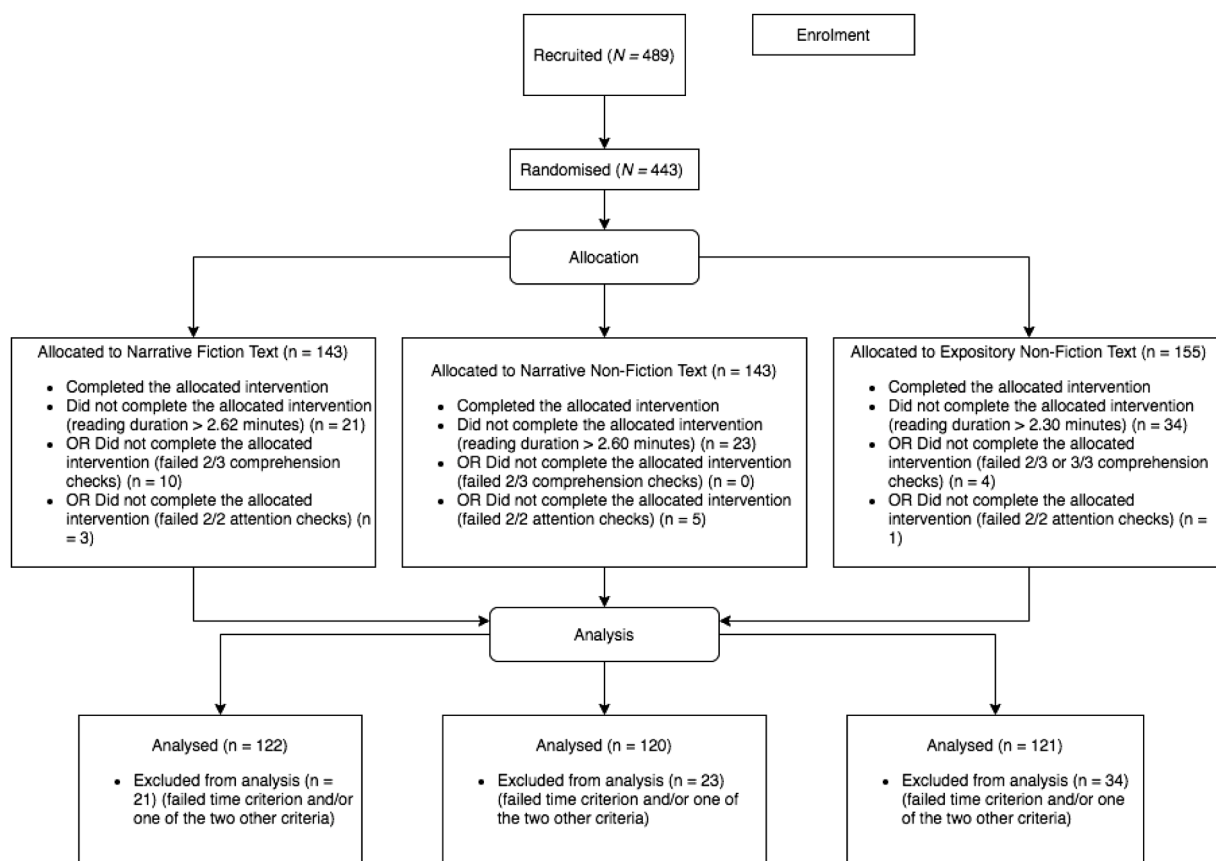 Enrolment
Recruited (N = 489)
Randomised (N = 443)
Allocation
Allocated to Narrative Fiction Text (n = 143)
• Completed the allocated intervention
• Did not complete the allocated intervention
(reading duration > 2.62 minutes) (n = 21)
• OR Did not complete the allocated
intervention (failed 2/3 comprehension
checks) (n = 10)
• OR Did not complete the allocated
intervention (failed 2/2 attention checks) (n
= 3)
Allocated to Narrative Non-Fiction Text (n = 143)
• Completed the allocated intervention
• Did not complete the allocated intervention
(reading duration > 2.60 minutes) (n = 23)
• OR Did not complete the allocated intervention
(failed 2/3 comprehension checks) (n = 0)
• OR Did not complete the allocated intervention
(failed 2/2 attention checks) (n = 5)
Allocated to Expository Non-Fiction Text (n = 155)
• Completed the allocated intervention
• Did not complete the allocated intervention
(reading duration > 2.30 minutes) (n = 34)
• OR Did not complete the allocated
intervention (failed 2/3 or 3/3 comprehension
checks) (n = 4)
• OR Did not complete the allocated
intervention (failed 2/2 attention checks) (n =
1)
Analysis
Analysed (n = 122)
• Excluded from analysis (n =
21) (failed time criterion and/or
one of the two other criteria)
Analysed (n = 120)
• Excluded from analysis (n = 23)
(failed time criterion and/or one of
the two other criteria)
Analysed (n = 121)
• Excluded from analysis (n = 34)
(failed time criterion and/or one
of the two other criteria)